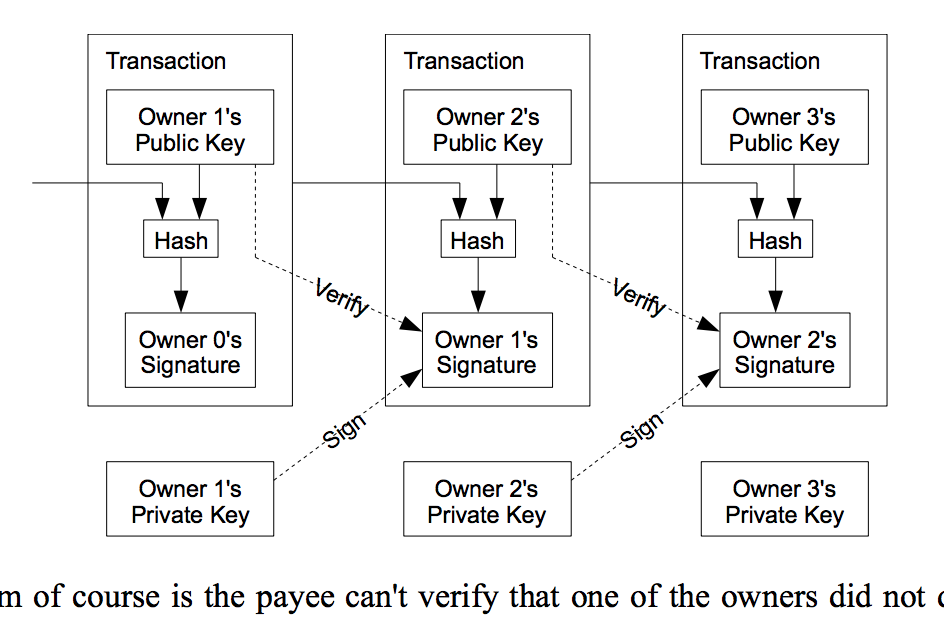 Transaction
Transaction
Transaction
Owner 1's
Public Key
Owner 2's
Public Key
Owner 3's
Public Key
Hash
Hash
Hash
Verify
Verify
Owner 0's
Signature
Owner 1's
Signature
Owner 2's
Signature
Sign
Sign
Owner 1's
Private Key
Owner 2's
Private Key
Owner 3's
Private Key
m of course is the payee can't verify that one of the owners did not